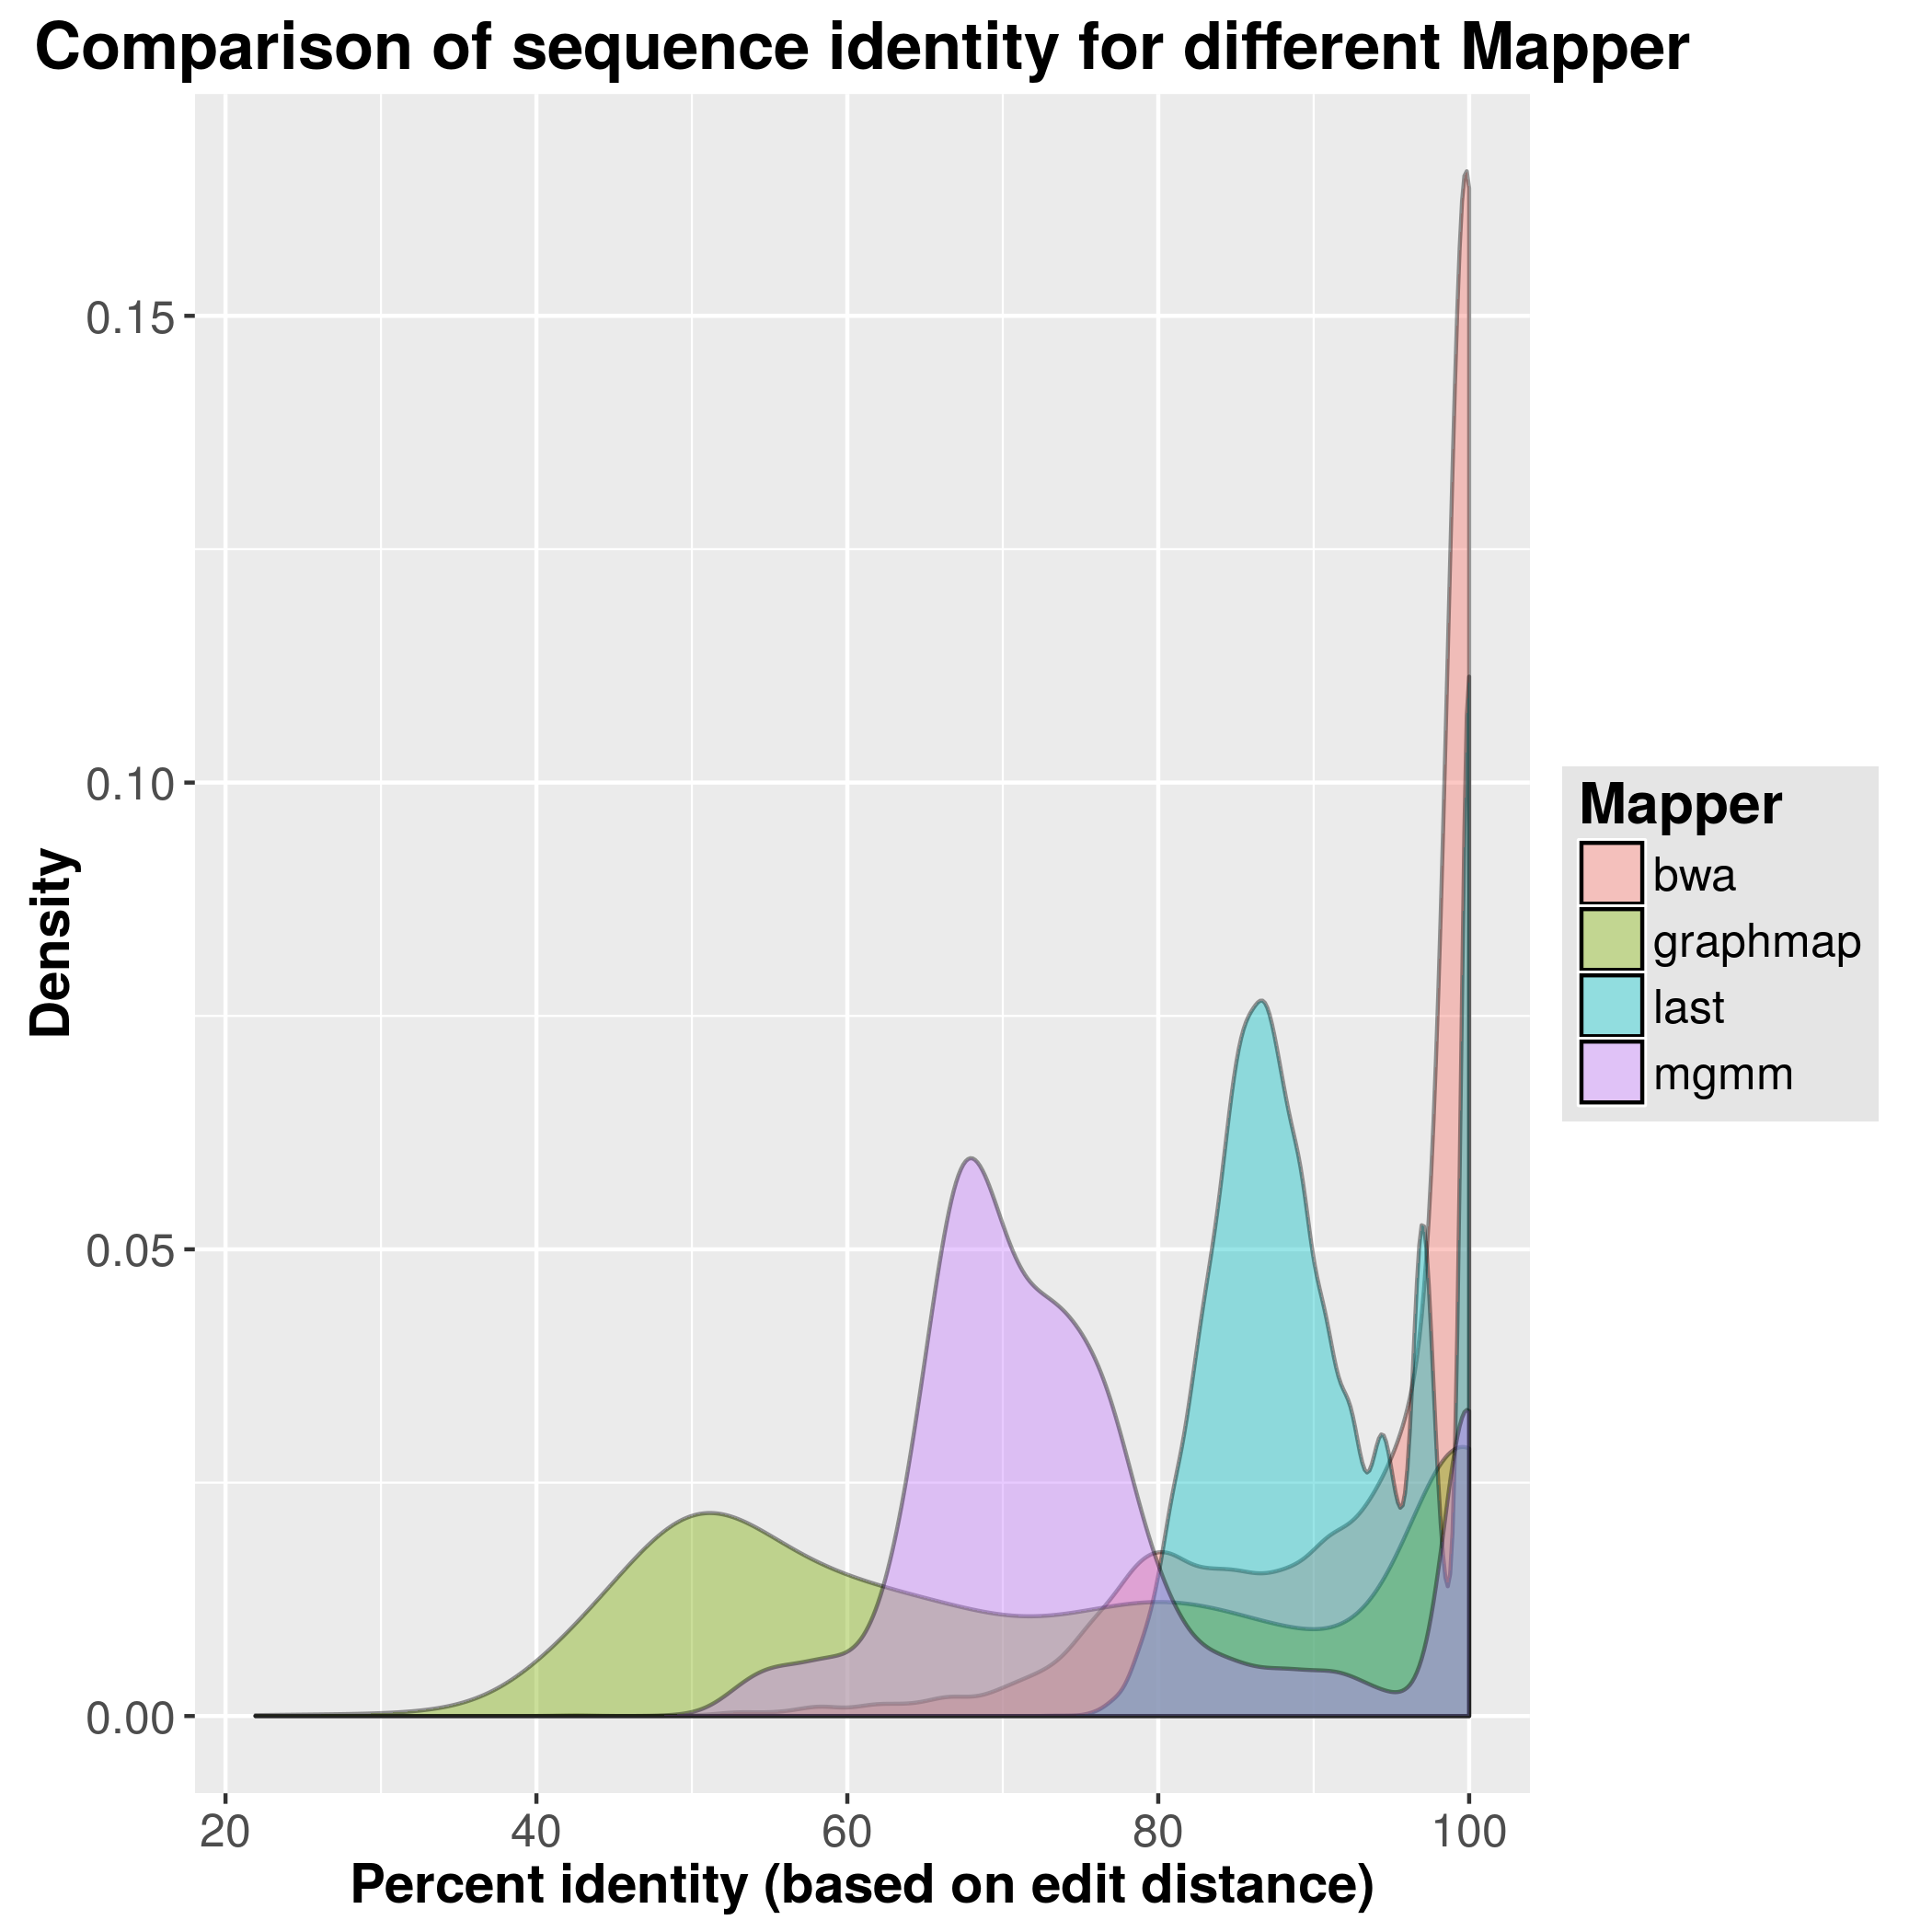 Comparison of sequence identity for different Mapper
0.15
0.10
0.05
0.00
Density
20 40 60 80 100
Percent identity (based on edit distance)
Mapper
bwa
graphmap
last
mgmm